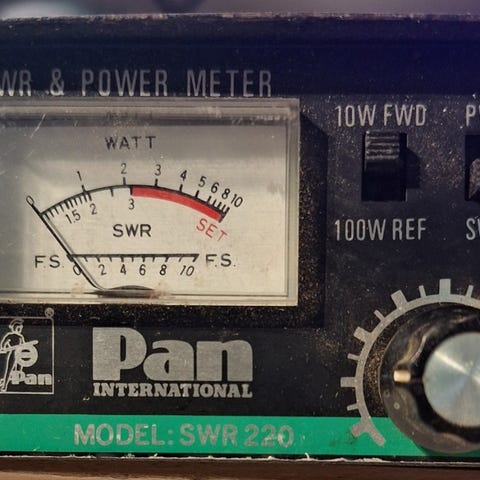 WR & POWER METER
10W FWD
WATT
0 1 2 3 4 5 6 8 10
1.5 2 3
SET
SWR
100W REF
F.S. 0 2 4 6 8 10 F.S.
Pan
Pan
INTERNATIONAL
MODEL: SWR 220